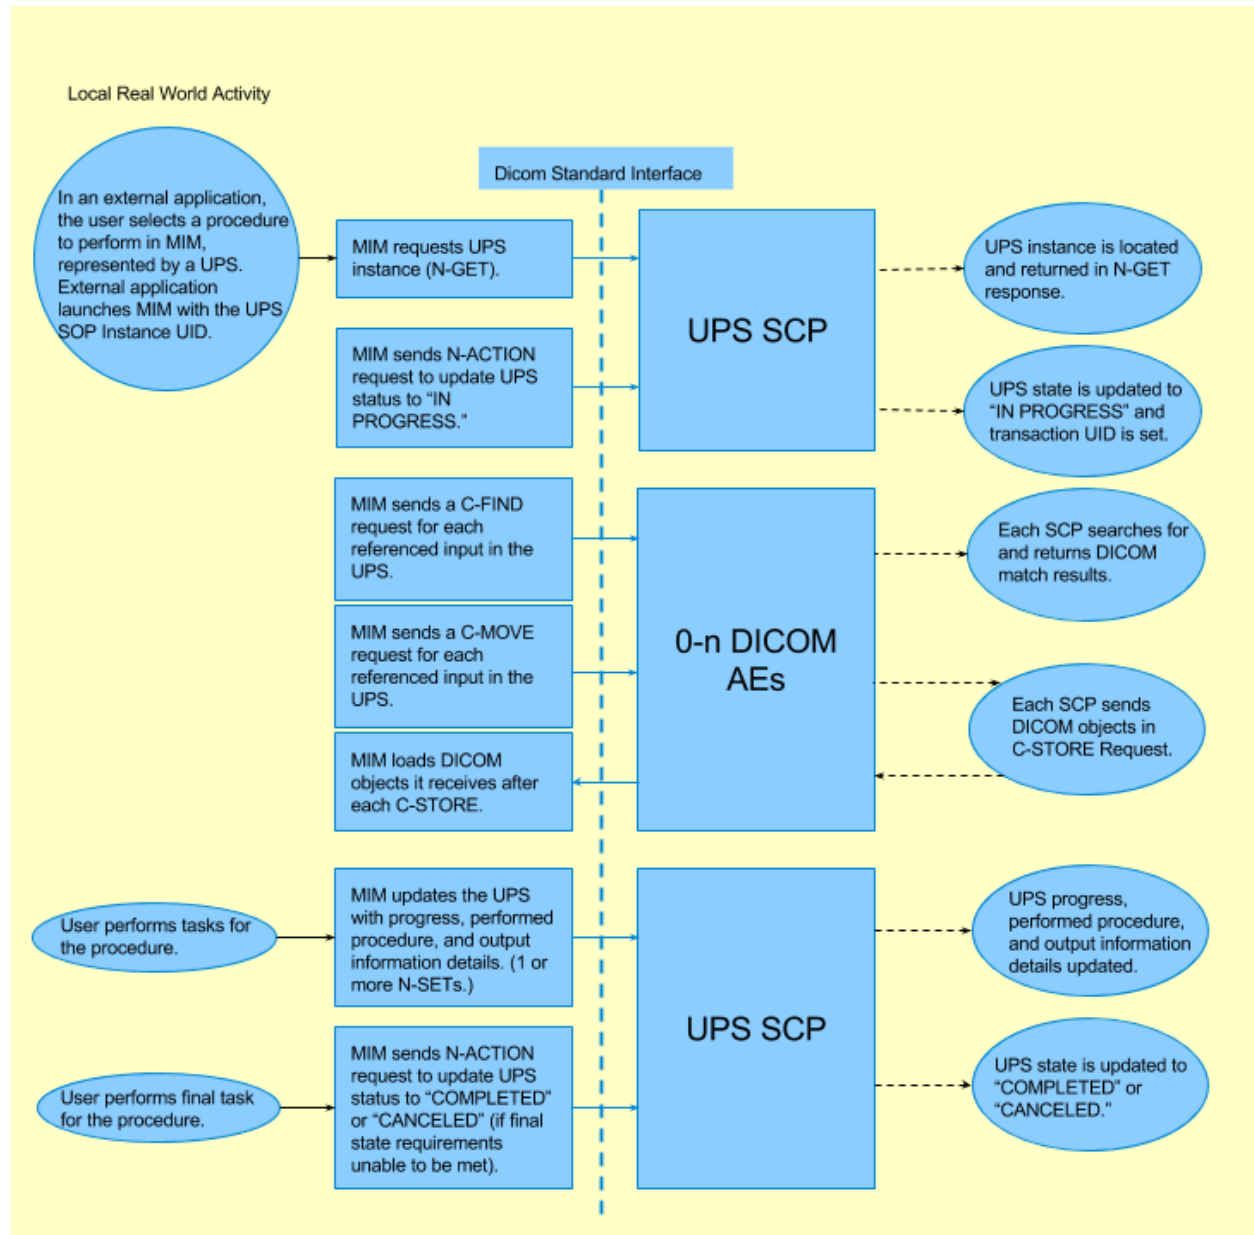 Local Real World Activity
Dicom Standard Interface
In an external application,
the user selects a procedure
to perform in MIM,
represented by a UPS.
External application
launches MIM with the UPS
SOP Instance UID.
MIM requests UPS
instance (N-GET).
UPS SCP
UPS instance is located
and returned in N-GET
response.
MIM sends N-ACTION
request to update UPS
status to “IN
PROGRESS.”
UPS state is updated to
“IN PROGRESS” and
transaction UID is set.
MIM sends a C-FIND
request for each
referenced input in the
UPS.
0-n DICOM
AEs
Each SCP searches for
and returns DICOM
match results.
MIM sends a C-MOVE
request for each
referenced input in the
UPS.
Each SCP sends
DICOM objects in
C-STORE Request.
MIM loads DICOM
objects it receives after
each C-STORE.
User performs tasks for
the procedure.
MIM updates the UPS
with progress, performed
procedure, and output
information details. (1 or
more N-SETs.)
UPS SCP
UPS progress,
performed procedure,
and output information
details updated.
User performs final task
for the procedure.
MIM sends N-ACTION
request to update UPS
status to “COMPLETED”
or “CANCELED” (if final
state requirements
unable to be met).
UPS state is updated to
“COMPLETED” or
“CANCELED.”